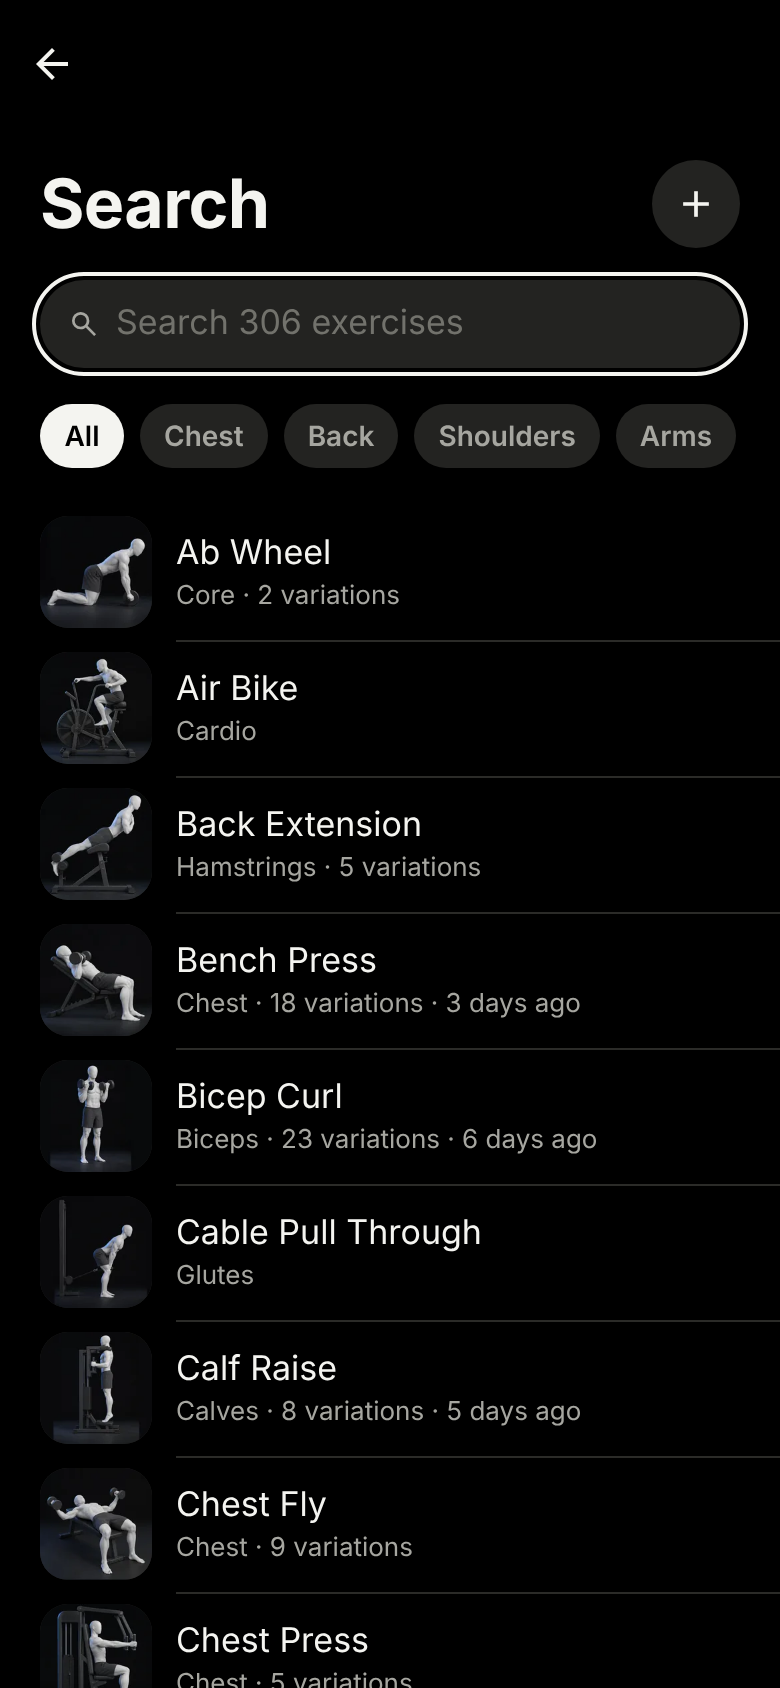 Search
Search 306 exercises
All Chest Back Shoulders Arms
Ab Wheel
Core · 2 variations
Air Bike
Cardio
Back Extension
Hamstrings · 5 variations
Bench Press
Chest · 18 variations · 3 days ago
Bicep Curl
Biceps · 23 variations · 6 days ago
Cable Pull Through
Glutes
Calf Raise
Calves · 8 variations · 5 days ago
Chest Fly
Chest · 9 variations
Chest Press
Chest · 5 variations